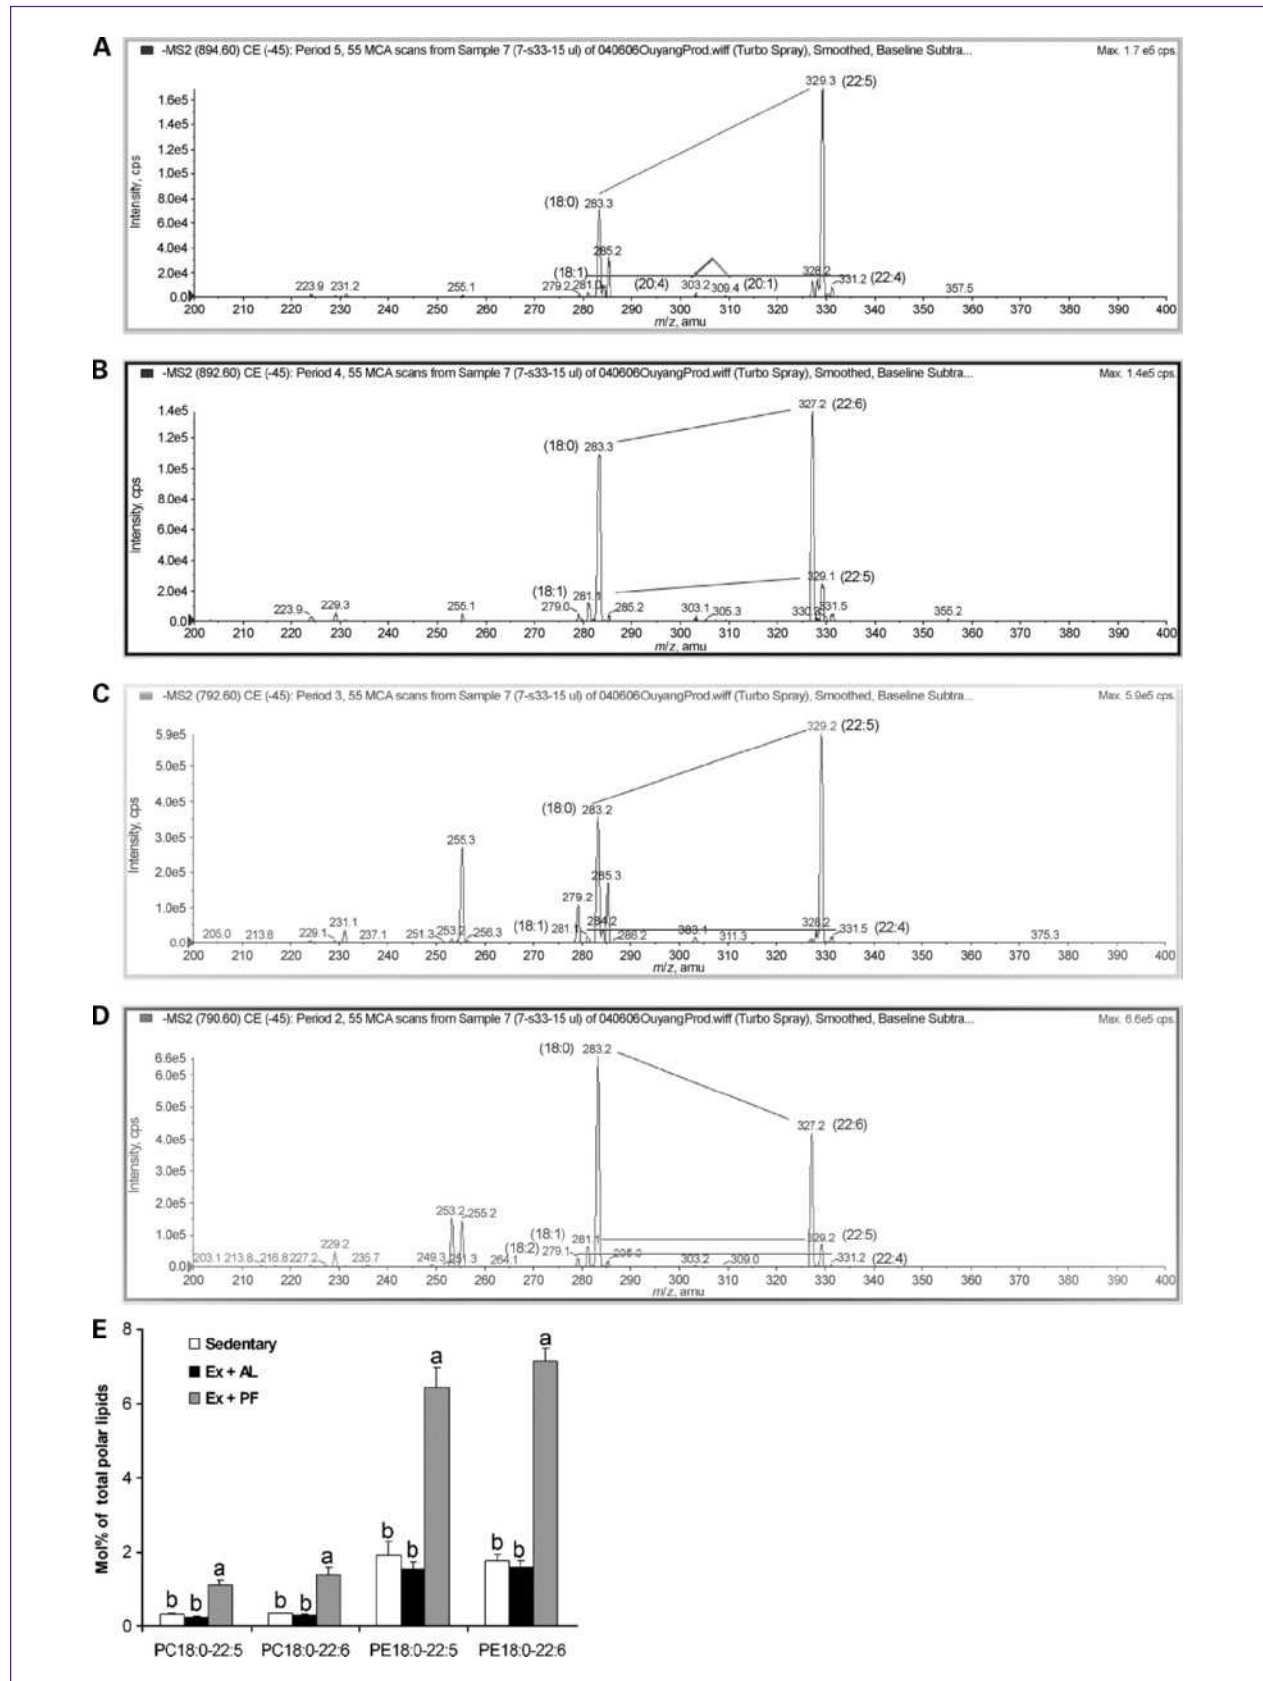 A
-MS2 (894.60) CE (-45): Period 5, 55 MCA scans from Sample 7 (7-s33-15 ul) of 040606OuyangProd.wiff (Turbo Spray), Smoothed, Baseline Subtra...
Max. 1.7 e5 cps.
Intensity, cps
1.6e5
1.4e5
1.2e5
1.0e5
8.0e4
6.0e4
4.0e4
2.0e4
0.0
329.3 (22:5)
(18:0) 283.3
285.2
(18:1)
223.9 231.2 255.1 279.2 281.0 (20:4) 303.2 309.4 (20:1) 328.2 331.2 (22:4) 357.5
200 210 220 230 240 250 260 270 280 290 300 310 320 330 340 350 360 370 380 390 400
m/z, amu
B
-MS2 (892.60) CE (-45): Period 4, 55 MCA scans from Sample 7 (7-s33-15 ul) of 040606OuyangProd.wiff (Turbo Spray), Smoothed, Baseline Subtra...
Max. 1.4e5 cps.
Intensity, cps
1.4e5
1.2e5
1.0e5
8.0e4
6.0e4
4.0e4
2.0e4
0.0
327.2 (22:6)
(18:0) 283.3
329.1 (22:5)
(18:1) 281.1
223.9 229.3 255.1 279.0 285.2 303.1 305.3 331.5 355.2
200 210 220 230 240 250 260 270 280 290 300 310 320 330 340 350 360 370 380 390 400
m/z, amu
C
-MS2 (792.60) CE (-45): Period 3, 55 MCA scans from Sample 7 (7-s33-15 ul) of 040606OuyangProd.wiff (Turbo Spray), Smoothed, Baseline Subtra...
Max. 5.9e5 cps.
Intensity, cps
5.9e5
5.0e5
4.0e5
3.0e5
2.0e5
1.0e5
0.0
329.2 (22:5)
(18:0) 283.2
255.3
285.3
279.2
231.1 (18:1) 281.1 284.2 328.2 331.5 (22:4)
205.0 213.8 229.1 237.1 251.3 253.2 256.3 286.2 311.3 375.3
200 210 220 230 240 250 260 270 280 290 300 310 320 330 340 350 360 370 380 390 400
m/z, amu
D
-MS2 (790.60) CE (-45): Period 2, 55 MCA scans from Sample 7 (7-s33-15 ul) of 040606OuyangProd.wiff (Turbo Spray), Smoothed, Baseline Subtra...
Max. 6.6e5 cps.
Intensity, cps
6.6e5
6.0e5
5.0e5
4.0e5
3.0e5
2.0e5
1.0e5
0.0
(18:0) 283.2
327.2 (22:6)
253.2 255.2
(18:1) 281.1 329.2 (22:5)
229.2 (18:2) 279.1
203.1 213.8 216.8 227.2 235.7 249.3 251.3 264.1 303.2 309.0 331.2 (22:4)
200 210 220 230 240 250 260 270 280 290 300 310 320 330 340 350 360 370 380 390 400
m/z, amu
E
Mol% of total polar lipids
8
6
4
2
0
Sedentary
Ex + AL
Ex + PF
b b a
b b a
b b a
b b a
PC18:0-22:5 PC18:0-22:6 PE18:0-22:5 PE18:0-22:6